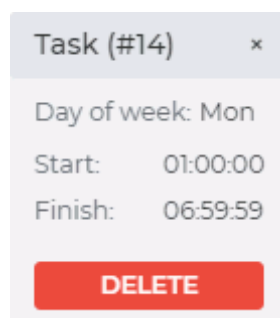 Task (#14) ×
Day of week: Mon
Start: 01:00:00
Finish: 06:59:59
DELETE